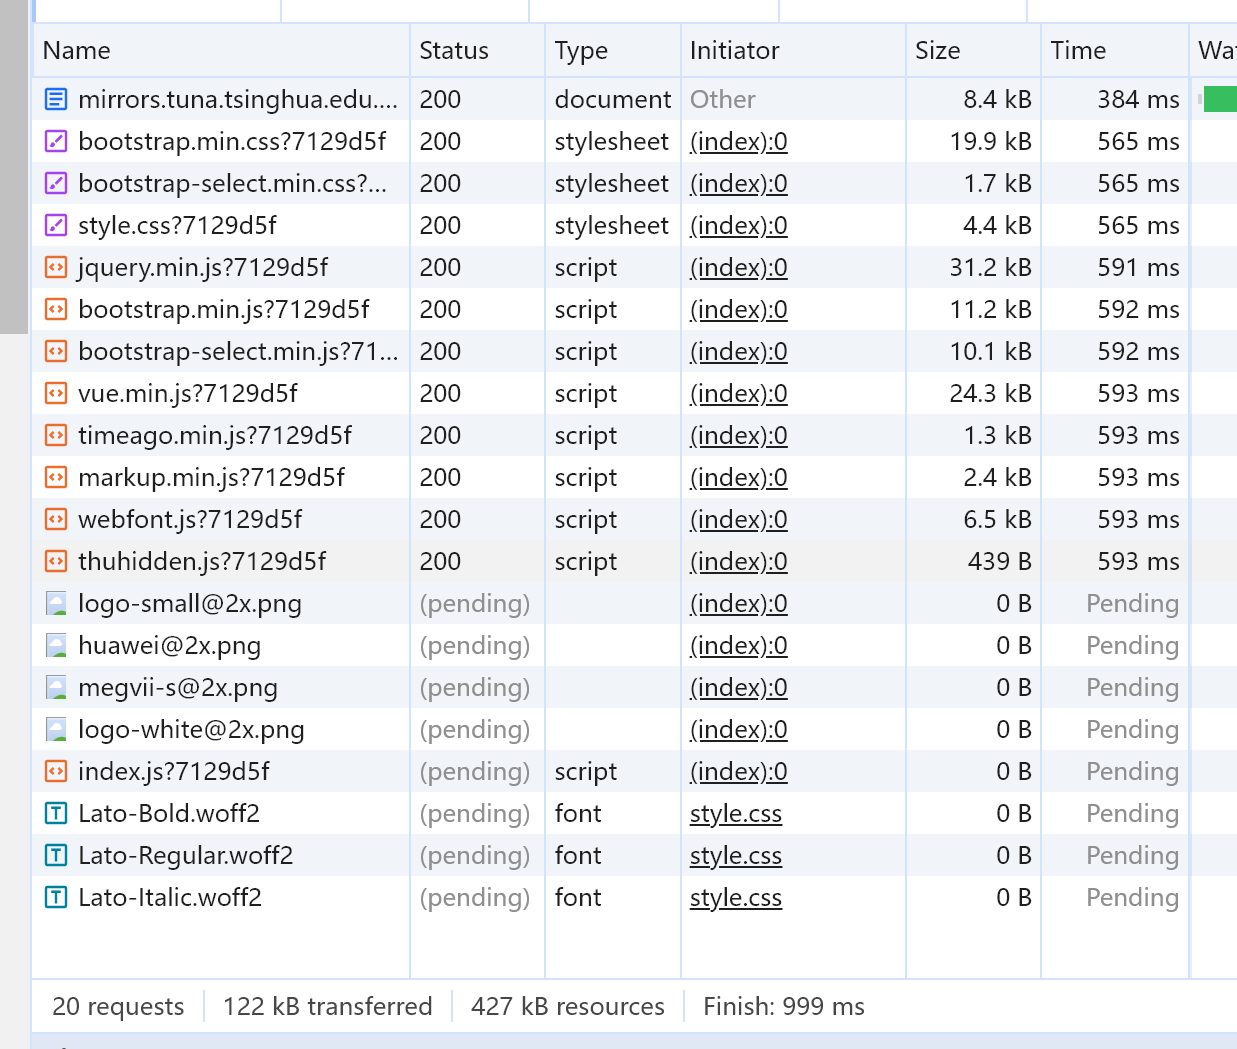 Name Status Type Initiator Size Time Wat
mirrors.tuna.tsinghua.edu.... 200 document Other 8.4 kB 384 ms
bootstrap.min.css?7129d5f 200 stylesheet (index):0 19.9 kB 565 ms
bootstrap-select.min.css?... 200 stylesheet (index):0 1.7 kB 565 ms
style.css?7129d5f 200 stylesheet (index):0 4.4 kB 565 ms
jquery.min.js?7129d5f 200 script (index):0 31.2 kB 591 ms
bootstrap.min.js?7129d5f 200 script (index):0 11.2 kB 592 ms
bootstrap-select.min.js?71... 200 script (index):0 10.1 kB 592 ms
vue.min.js?7129d5f 200 script (index):0 24.3 kB 593 ms
timeago.min.js?7129d5f 200 script (index):0 1.3 kB 593 ms
markup.min.js?7129d5f 200 script (index):0 2.4 kB 593 ms
webfont.js?7129d5f 200 script (index):0 6.5 kB 593 ms
thuhidden.js?7129d5f 200 script (index):0 439 B 593 ms
logo-small@2x.png (pending) (index):0 0 B Pending
huawei@2x.png (pending) (index):0 0 B Pending
megvii-s@2x.png (pending) (index):0 0 B Pending
logo-white@2x.png (pending) (index):0 0 B Pending
index.js?7129d5f (pending) script (index):0 0 B Pending
Lato-Bold.woff2 (pending) font style.css 0 B Pending
Lato-Regular.woff2 (pending) font style.css 0 B Pending
Lato-Italic.woff2 (pending) font style.css 0 B Pending
20 requests 122 kB transferred 427 kB resources Finish: 999 ms